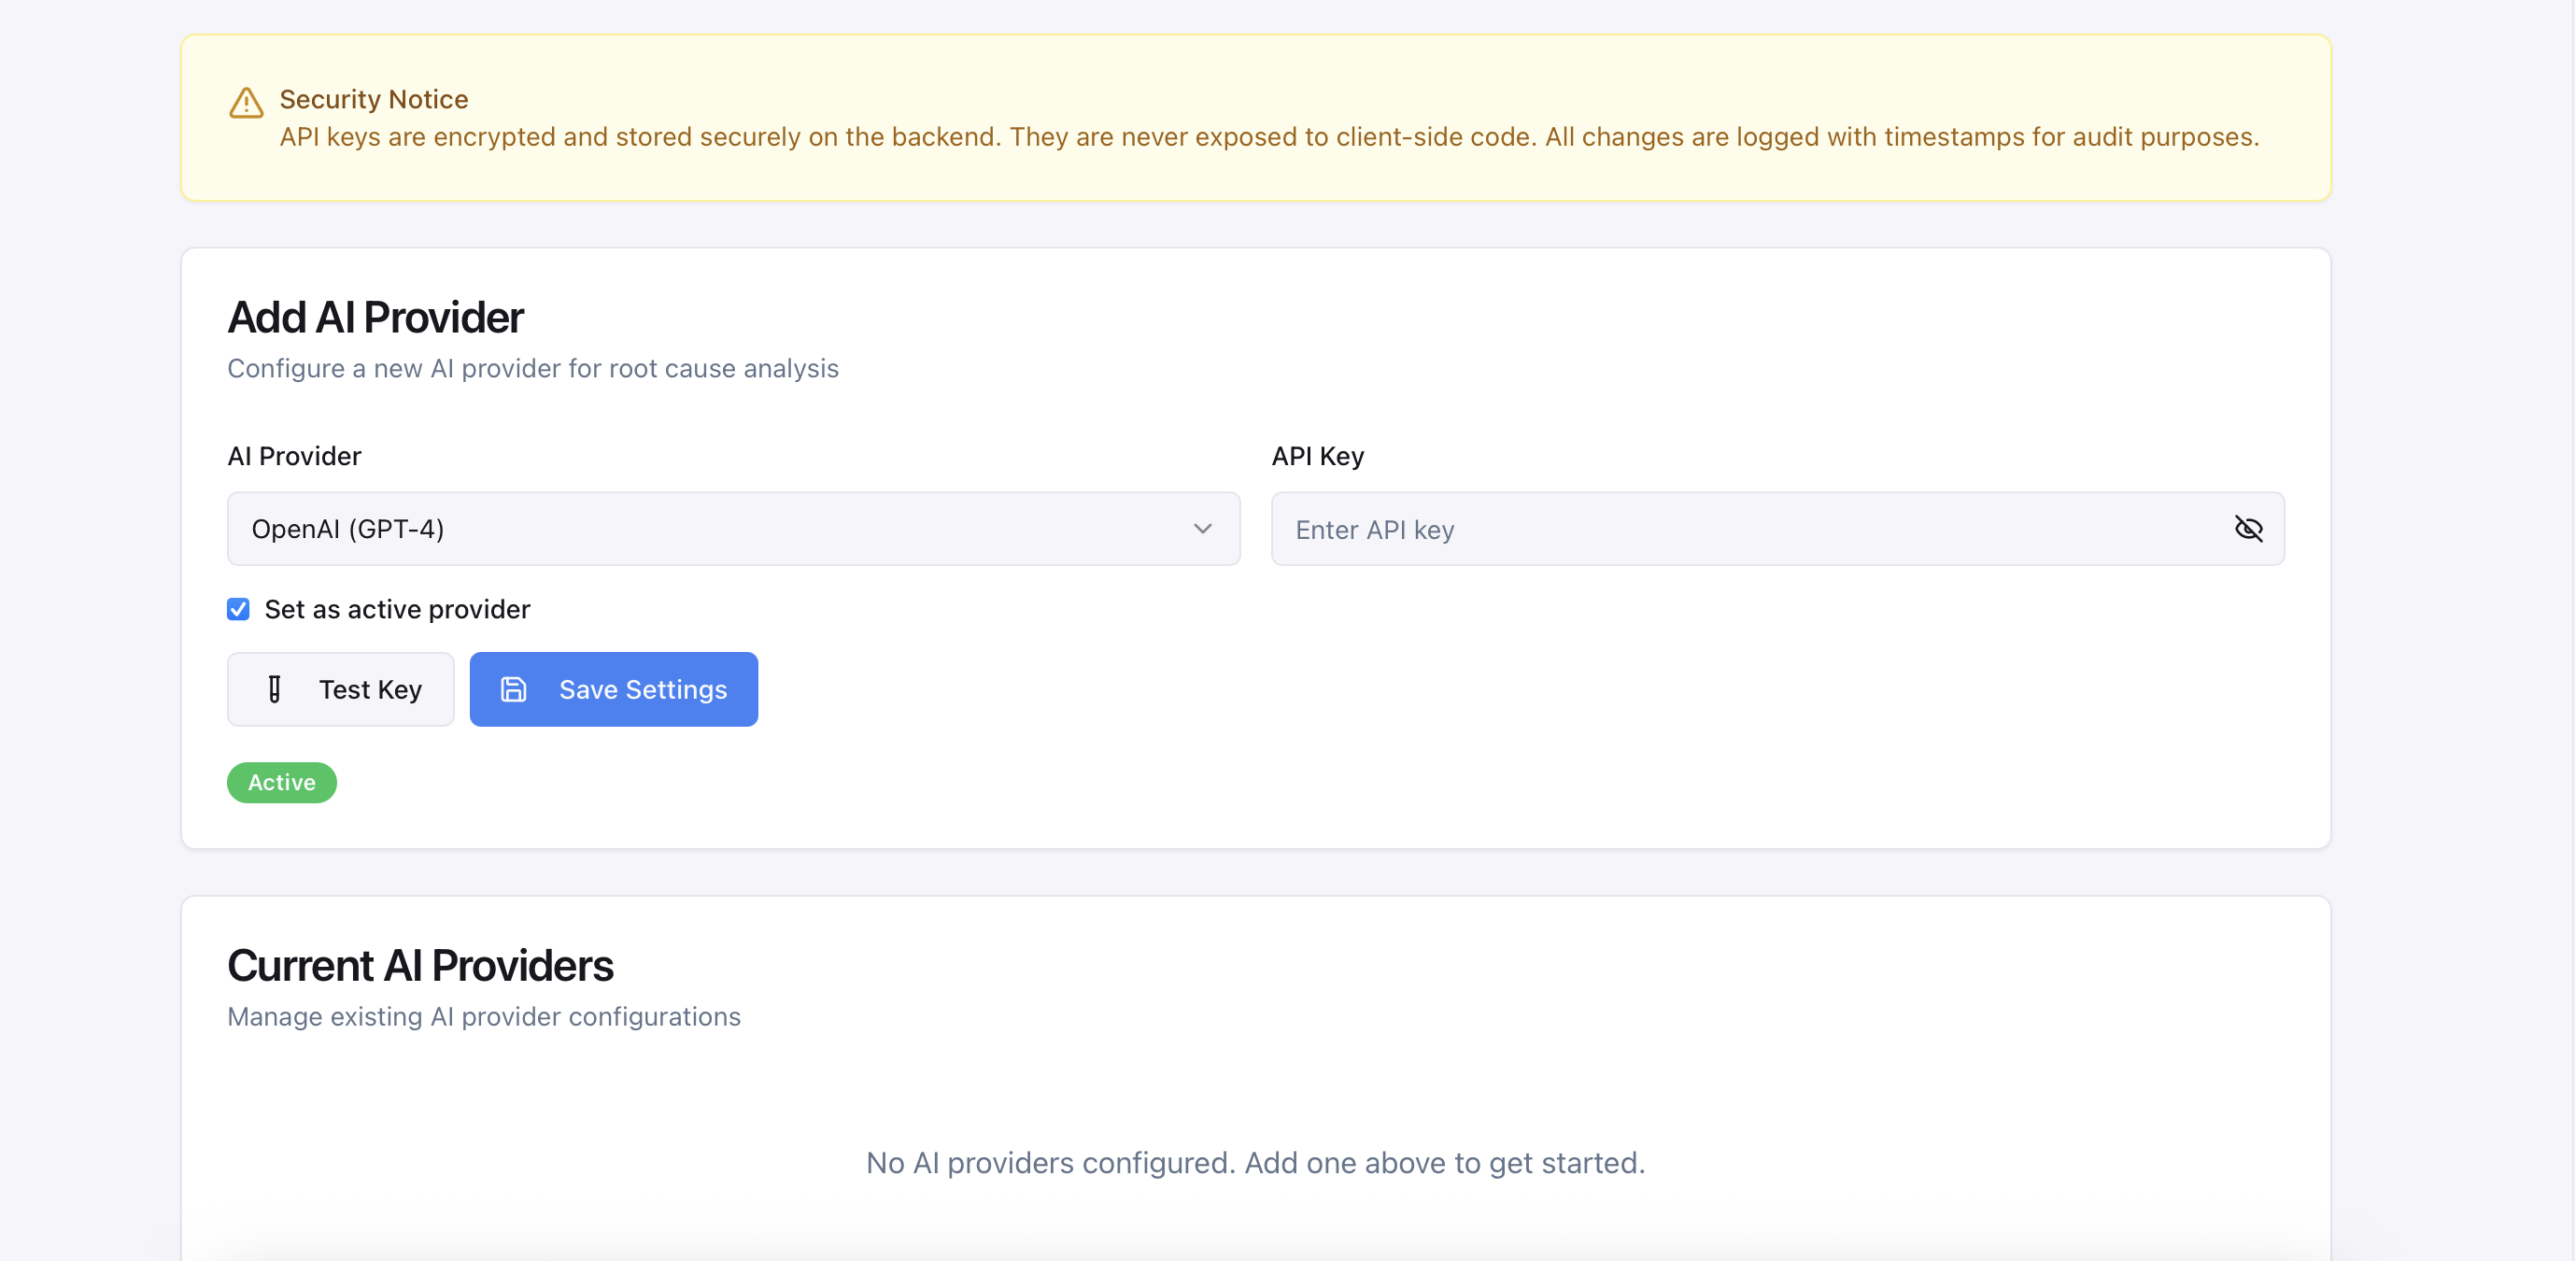 Security Notice
API keys are encrypted and stored securely on the backend. They are never exposed to client-side code. All changes are logged with timestamps for audit purposes.
Add AI Provider
Configure a new AI provider for root cause analysis
AI Provider
OpenAI (GPT-4)
API Key
Enter API key
Set as active provider
Test Key
Save Settings
Active
Current AI Providers
Manage existing AI provider configurations
No AI providers configured. Add one above to get started.